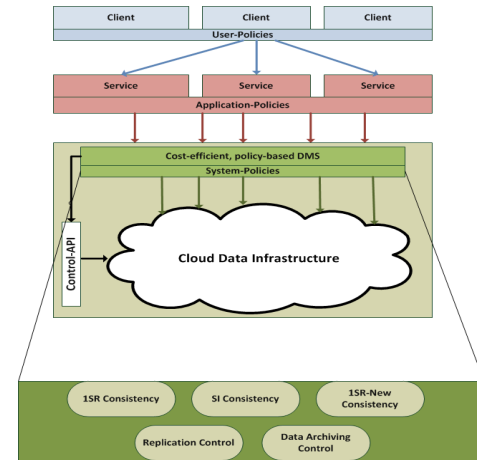 Client Client Client
User-Policies
Service Service Service
Application-Policies
Cost-efficient, policy-based DMS
System-Policies
Control-API
Cloud Data Infrastructure
1SR Consistency SI Consistency 1SR-New
Consistency
Replication Control Data Archiving
Control